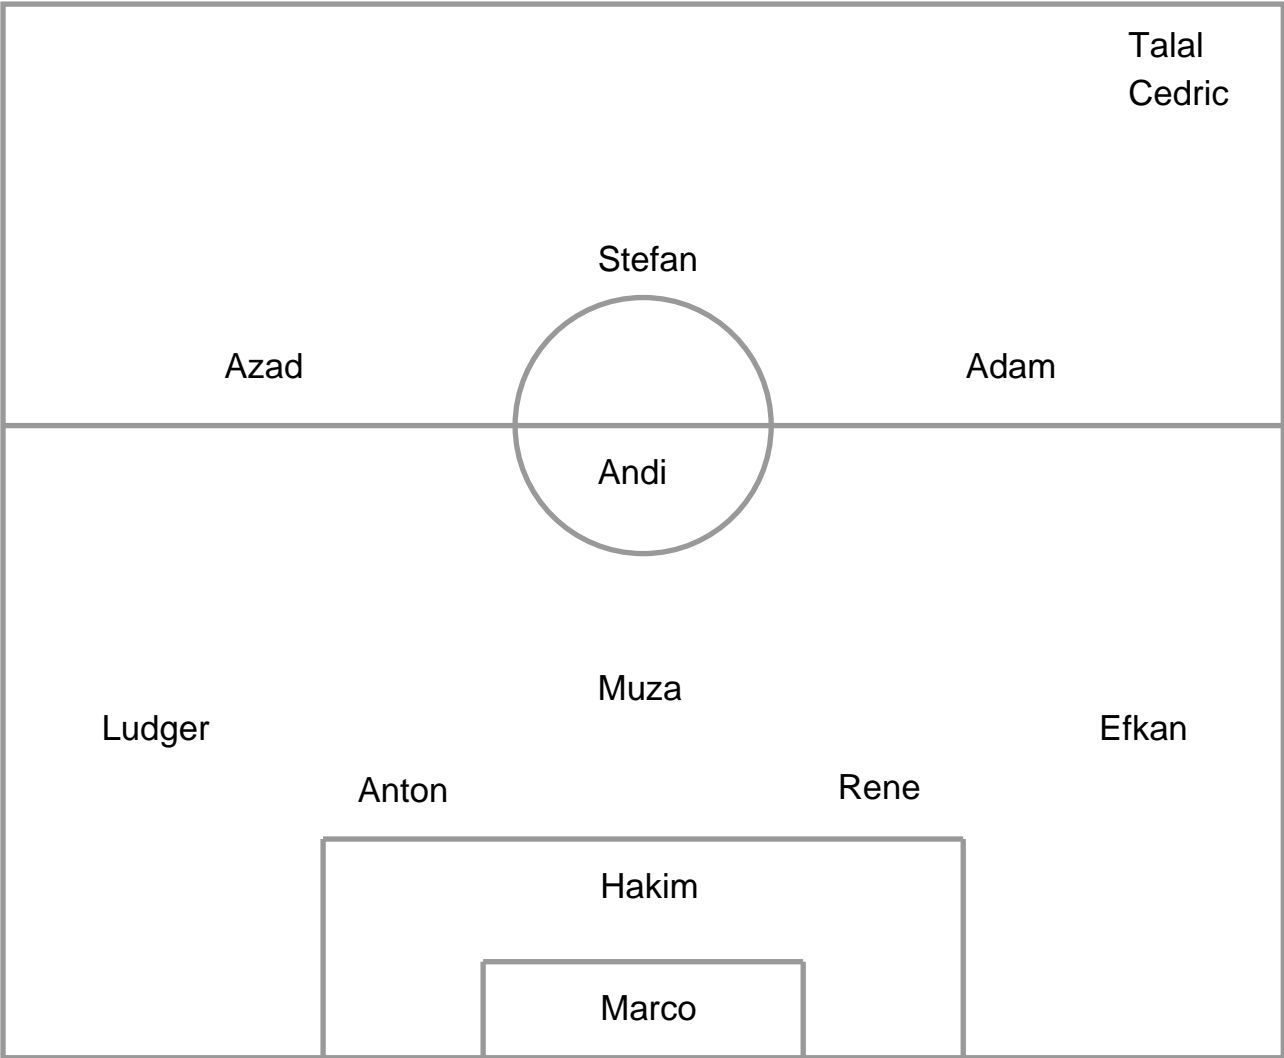 Talal
Cedric
Stefan
Azad
Adam
Andi
Muza
Ludger
Efkan
Anton
Rene
Hakim
Marco